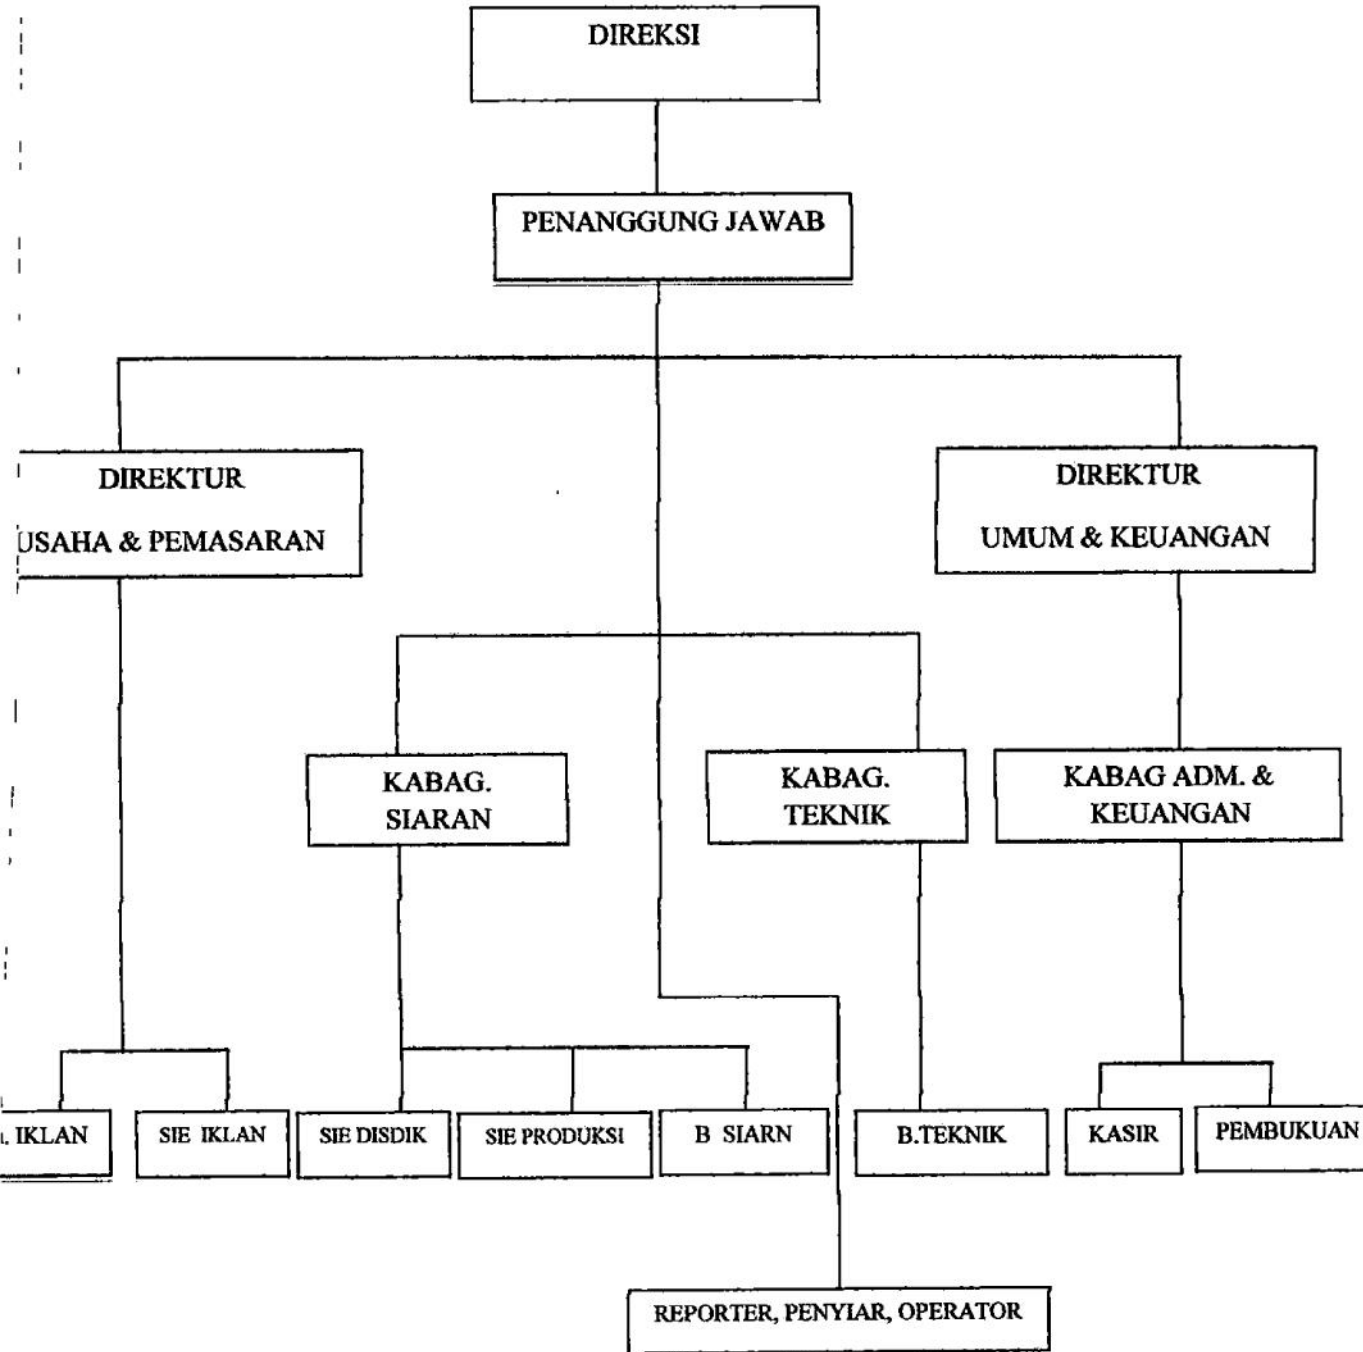 DIREKSI
PENANGGUNG JAWAB
DIREKTUR
USAHA & PEMASARAN
DIREKTUR
UMUM & KEUANGAN
KABAG.
SIARAN
KABAG.
TEKNIK
KABAG ADM. &
KEUANGAN
. IKLAN
SIE IKLAN
SIE DISDIK
SIE PRODUKSI
B SIARN
B.TEKNIK
KASIR
PEMBUKUAN
REPORTER, PENYIAR, OPERATOR